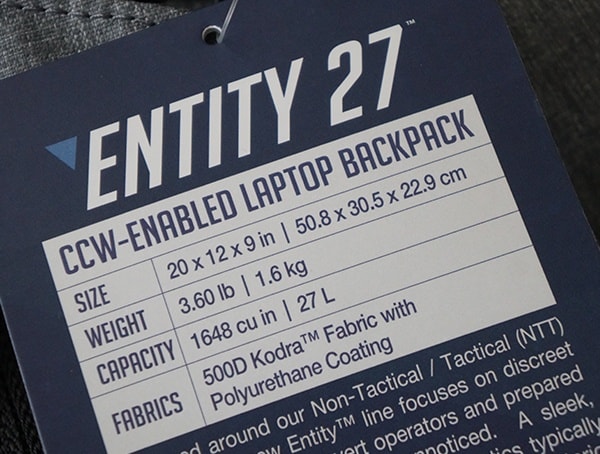 ENTITY 27™
CCW-ENABLED LAPTOP BACKPACK
SIZE 20 x 12 x 9 in | 50.8 x 30.5 x 22.9 cm
WEIGHT 3.60 lb | 1.6 kg
CAPACITY 1648 cu in | 27 L
FABRICS 500D Kodra™ Fabric with
Polyurethane Coating
around our Non-Tactical / Tactical (NTT)
Entity™ line focuses on discreet
operators and prepared
A sleek,
typically